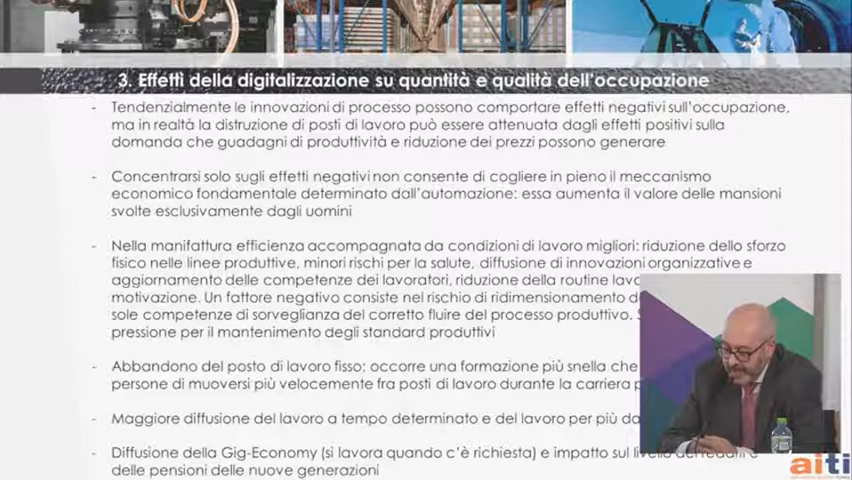 3. Effetti della digitalizzazione su quantità e qualità dell'occupazione
- Tendenzialmente le innovazioni di processo possono comportare effetti negativi sull'occupazione,
ma in realtà la distruzione di posti di lavoro può essere attenuata dagli effetti positivi sulla
domanda che guadagni di produttività e riduzione dei prezzi possono generare
- Concentrarsi solo sugli effetti negativi non consente di cogliere in pieno il meccanismo
economico fondamentale determinato dall'automazione: essa aumenta il valore delle mansioni
svolte esclusivamente dagli uomini
- Nella manifattura efficienza accompagnata da condizioni di lavoro migliori: riduzione dello sforzo
fisico nelle linee produttive, minori rischi per la salute, diffusione di innovazioni organizzative e
aggiornamento delle competenze dei lavoratori, riduzione della routine
motivazione. Un fattore negativo consiste nel rischio di ridimensionamento
sole competenze di sorveglianza del corretto fluire del processo produttivo.
pressione per il mantenimento degli standard produttivi
- Abbandono del posto di lavoro fisso: occorre una formazione più snella che
persone di muoversi più velocemente fra posti di lavoro durante la carriera
- Maggiore diffusione del lavoro a tempo determinato e del lavoro per più
- Diffusione della Gig-Economy (si lavora quando c'è richiesta) e impatto sul livello dei redditi e
delle pensioni delle nuove generazioni
aiti